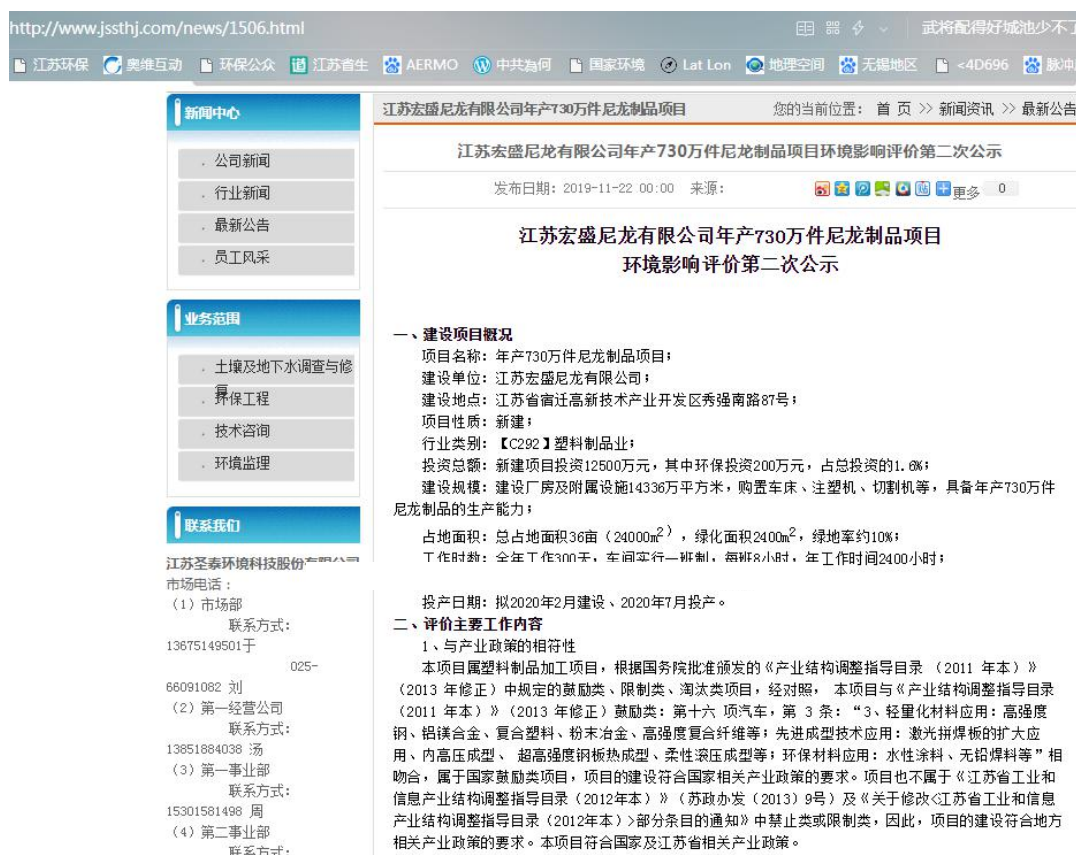 http://www.jssthj.com/news/1506.html
武将配得好城池少不了
江苏环保 奥维互动 环保公众 江苏省生 AERMO 中共為何 国家环境 Lat Lon 地理空间 无锡地区 <4D696 脉冲
新闻中心
. 公司新闻
. 行业新闻
. 最新公告
. 员工风采
业务范围
. 土壤及地下水调查与修
复
. 环保工程
. 技术咨询
. 环境监理
联系我们
江苏圣泰环境科技股份有限公司
市场电话：
（1）市场部
联系方式：
13675149501于
025-
66091082 刘
（2）第一经营公司
联系方式：
13851884038 汤
（3）第一事业部
联系方式：
15301581498 周
（4）第二事业部
联系方式：
江苏宏盛尼龙有限公司年产730万件尼龙制品项目 您的当前位置： 首 页 >> 新闻资讯 >> 最新公告
江苏宏盛尼龙有限公司年产730万件尼龙制品项目环境影响评价第二次公示
发布日期：2019-11-22 00:00 来源：
更多 0
江苏宏盛尼龙有限公司年产730万件尼龙制品项目
环境影响评价第二次公示
一、建设项目概况
项目名称：年产730万件尼龙制品项目；
建设单位：江苏宏盛尼龙有限公司；
建设地点：江苏省宿迁高新技术产业开发区秀强南路87号；
项目性质：新建；
行业类别：【C292】塑料制品业；
投资总额：新建项目投资12500万元，其中环保投资200万元，占总投资的1.6%；
建设规模：建设厂房及附属设施14336万平方米，购置车床、注塑机、切割机等，具备年产730万件
尼龙制品的生产能力；
占地面积：总占地面积36亩（24000m²），绿化面积2400m²，绿地率约10%；
工作时数：全年工作300天，车间实行一班制，每班8小时，年工作时间2400小时；
投产日期：拟2020年2月建设、2020年7月投产。
二、评价主要工作内容
1、与产业政策的相符性
本项目属塑料制品加工项目，根据国务院批准颁发的《产业结构调整指导目录 （2011 年本）》
（2013 年修正）中规定的鼓励类、限制类、淘汰类项目，经对照， 本项目与《产业结构调整指导目录
（2011 年本）》（2013 年修正）鼓励类：第十六 项汽车，第 3 条：“3、轻量化材料应用：高强度
钢、铝镁合金、复合塑料、粉末冶金、高强度复合纤维等；先进成型技术应用：激光拼焊板的扩大应
用、内高压成型、 超高强度钢板热成型、柔性滚压成型等；环保材料应用：水性涂料、无铅焊料等”相
吻合，属于国家鼓励类项目，项目的建设符合国家相关产业政策的要求。项目也不属于《江苏省工业和
信息产业结构调整指导目录（2012年本）》（苏政办发（2013）9号）及《关于修改<江苏省工业和信息
产业结构调整指导目录（2012年本）>部分条目的通知》中禁止类或限制类，因此，项目的建设符合地方
相关产业政策的要求。本项目符合国家及江苏省相关产业政策。